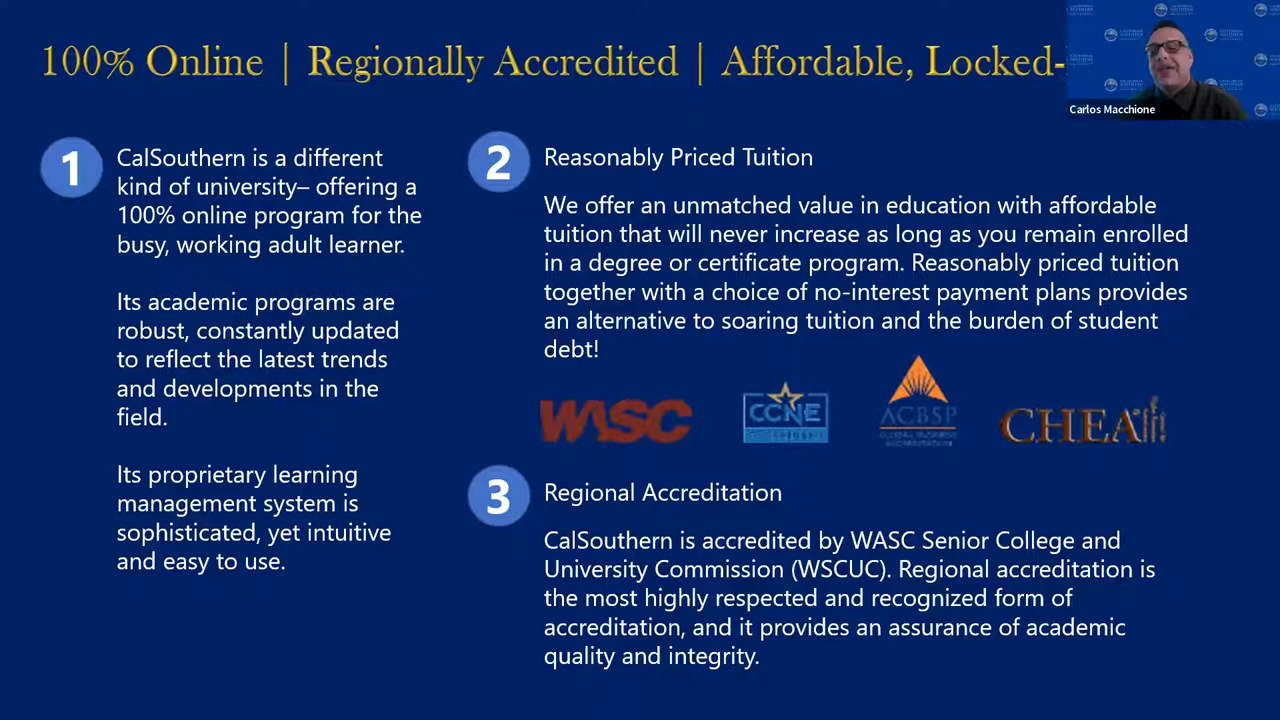 100% Online | Regionally Accredited | Affordable, Locked-
Carlos Macchione
1
CalSouthern is a different
kind of university– offering a
100% online program for the
busy, working adult learner.
Its academic programs are
robust, constantly updated
to reflect the latest trends
and developments in the
field.
Its proprietary learning
management system is
sophisticated, yet intuitive
and easy to use.
2
Reasonably Priced Tuition
We offer an unmatched value in education with affordable
tuition that will never increase as long as you remain enrolled
in a degree or certificate program. Reasonably priced tuition
together with a choice of no-interest payment plans provides
an alternative to soaring tuition and the burden of student
debt!
WASC
CCNE
ACBSP
GLOBAL BUSINESS
ACCREDITATION
CHEA
3
Regional Accreditation
CalSouthern is accredited by WASC Senior College and
University Commission (WSCUC). Regional accreditation is
the most highly respected and recognized form of
accreditation, and it provides an assurance of academic
quality and integrity.